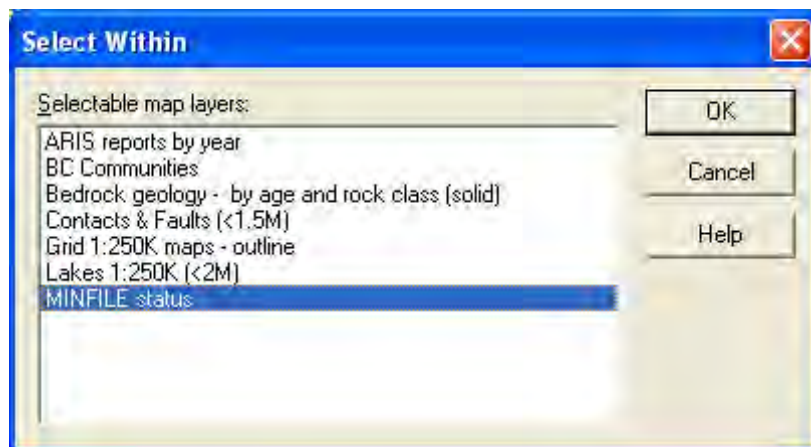 Select Within
Selectable map layers:
ARIS reports by year
BC Communities
Bedrock geology - by age and rock class (solid)
Contacts & Faults (<1.5M)
Grid 1:250K maps - outline
Lakes 1:250K (<2M)
MINFILE status
OK
Cancel
Help